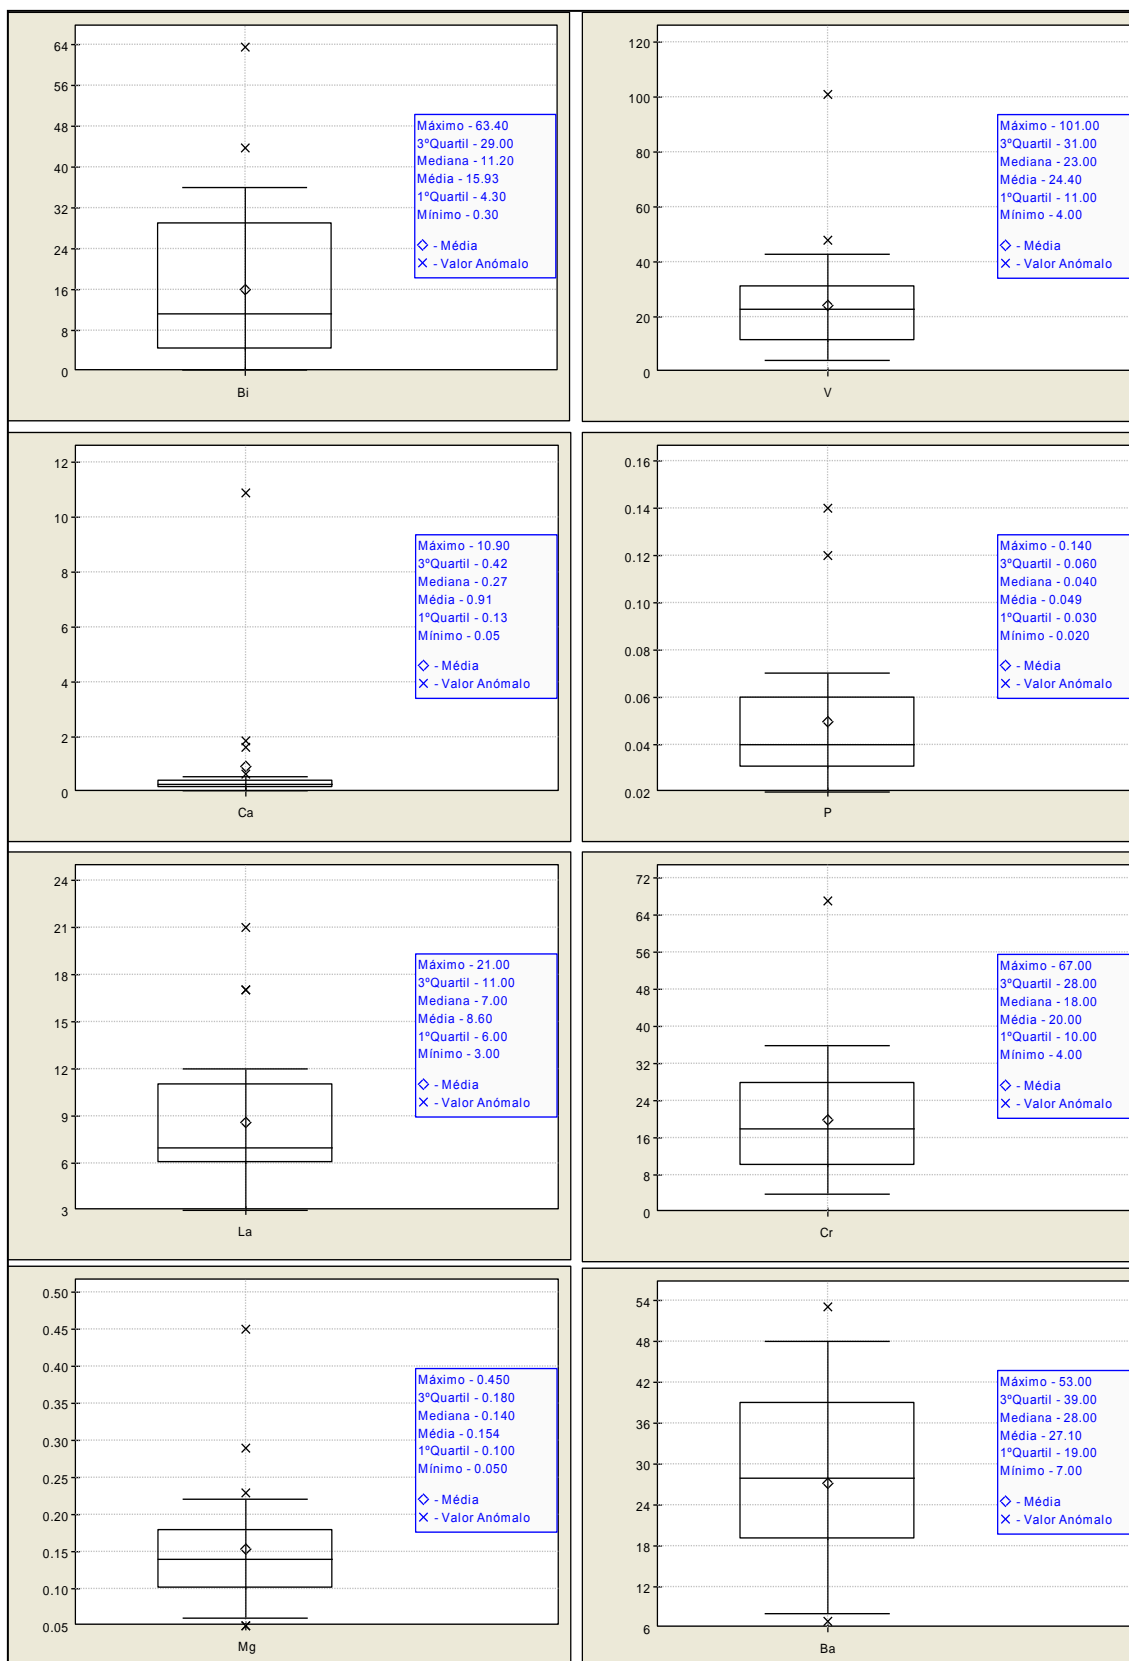 64
56
48
40
32
24
16
8
0
Máximo - 63.40
3ºQuartil - 29.00
Mediana - 11.20
Média - 15.93
1ºQuartil - 4.30
Mínimo - 0.30
- Média
- Valor Anómalo
Bi
120
100
80
60
40
20
0
Máximo - 101.00
3ºQuartil - 31.00
Mediana - 23.00
Média - 24.40
1ºQuartil - 11.00
Mínimo - 4.00
- Média
- Valor Anómalo
V
12
10
8
6
4
2
0
Máximo - 10.90
3ºQuartil - 0.42
Mediana - 0.27
Média - 0.91
1ºQuartil - 0.13
Mínimo - 0.05
- Média
- Valor Anómalo
Ca
0.16
0.14
0.12
0.10
0.08
0.06
0.04
0.02
Máximo - 0.140
3ºQuartil - 0.060
Mediana - 0.040
Média - 0.049
1ºQuartil - 0.030
Mínimo - 0.020
- Média
- Valor Anómalo
P
24
21
18
15
12
9
6
3
Máximo - 21.00
3ºQuartil - 11.00
Mediana - 7.00
Média - 8.60
1ºQuartil - 6.00
Mínimo - 3.00
- Média
- Valor Anómalo
La
72
64
56
48
40
32
24
16
8
0
Máximo - 67.00
3ºQuartil - 28.00
Mediana - 18.00
Média - 20.00
1ºQuartil - 10.00
Mínimo - 4.00
- Média
- Valor Anómalo
Cr
0.50
0.45
0.40
0.35
0.30
0.25
0.20
0.15
0.10
0.05
Máximo - 0.450
3ºQuartil - 0.180
Mediana - 0.140
Média - 0.154
1ºQuartil - 0.100
Mínimo - 0.050
- Média
- Valor Anómalo
Mg
54
48
42
36
30
24
18
12
6
Máximo - 53.00
3ºQuartil - 39.00
Mediana - 28.00
Média - 27.10
1ºQuartil - 19.00
Mínimo - 7.00
- Média
- Valor Anómalo
Ba